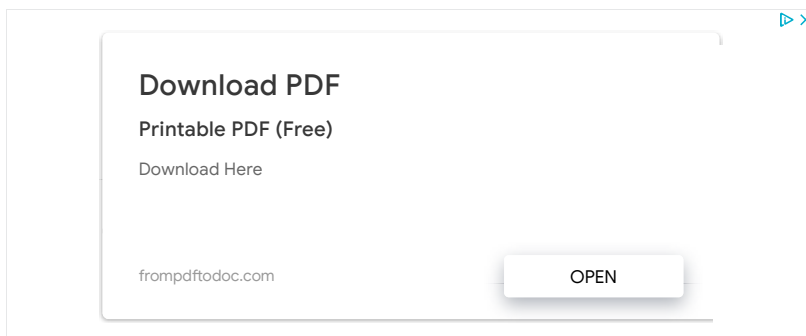 Download PDF
Printable PDF (Free)
Download Here
frompdftodoc.com
OPEN